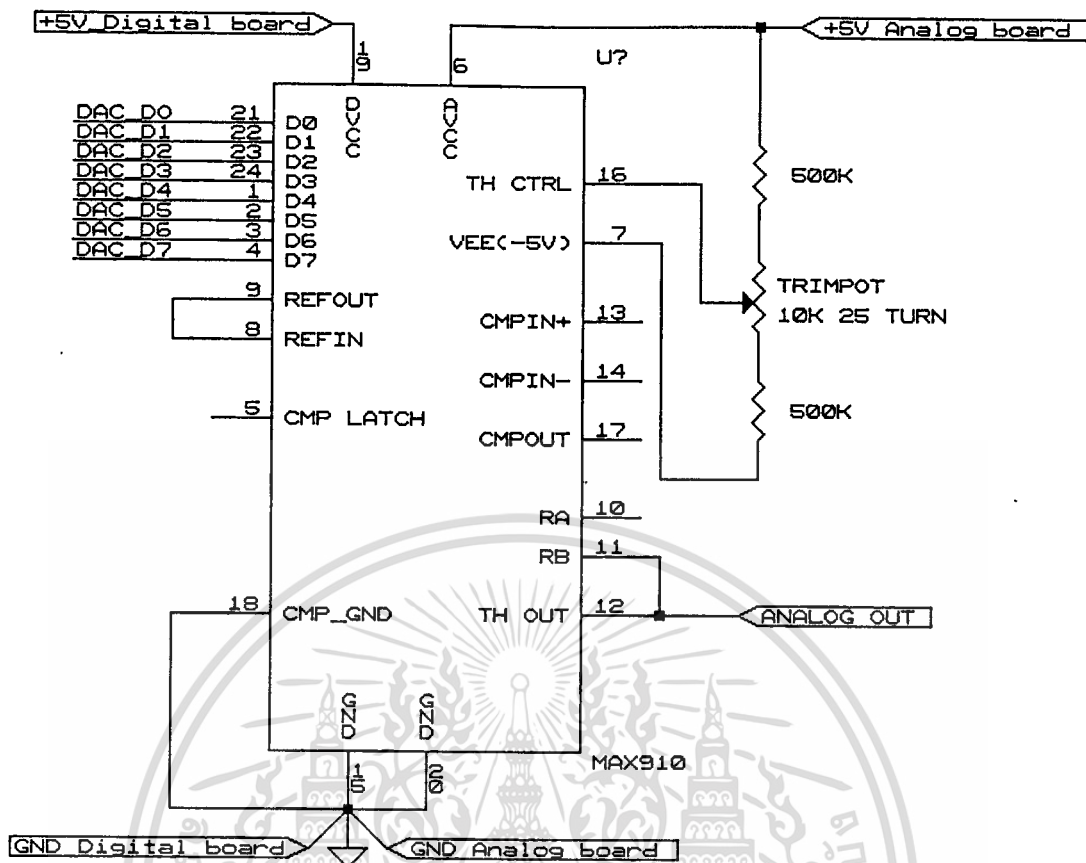 +5V_Digital board
+5V Analog board
U?
19
6
DVCC
AVCC
DAC_D0 21 D0
DAC_D1 22 D1
DAC_D2 23 D2
DAC_D3 24 D3
DAC_D4 1 D4
DAC_D5 2 D5
DAC_D6 3 D6
DAC_D7 4 D7
9 REFOUT
8 REFIN
5 CMP LATCH
18 CMP_GND
TH CTRL 16
VEE(-5V) 7
CMPIN+ 13
CMPIN- 14
CMPOUT 17
RA 10
RB 11
TH OUT 12
500K
TRIMPOT
10K 25 TURN
500K
ANALOG OUT
GND
GND
15
20
MAX910
GND Digital board
GND Analog board